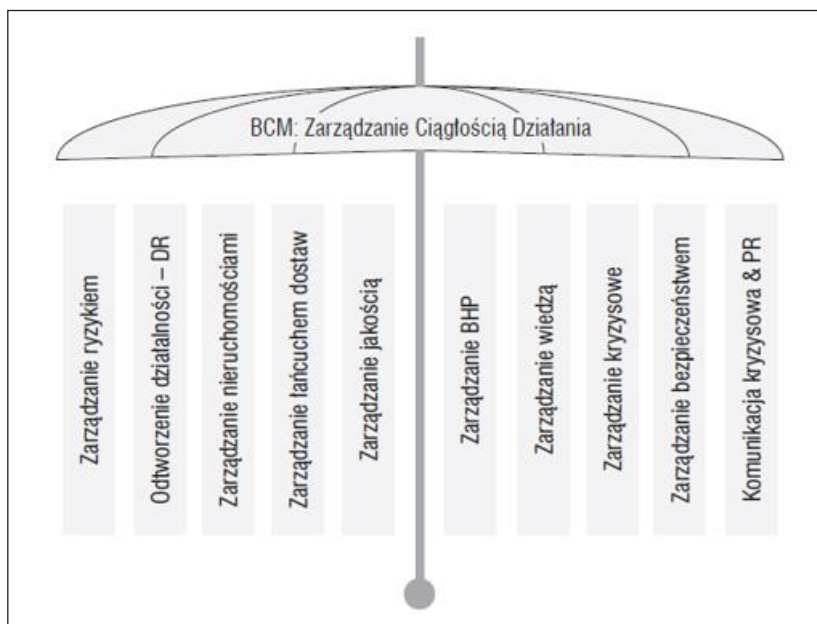 BCM: Zarządzanie Ciągłością Działania
Zarządzanie ryzykiem
Odtworzenie działalności – DR
Zarządzanie nieruchomościami
Zarządzanie łańcuchem dostaw
Zarządzanie jakością
Zarządzanie BHP
Zarządzanie wiedzą
Zarządzanie kryzysowe
Zarządzanie bezpieczeństwem
Komunikacja kryzysowa & PR